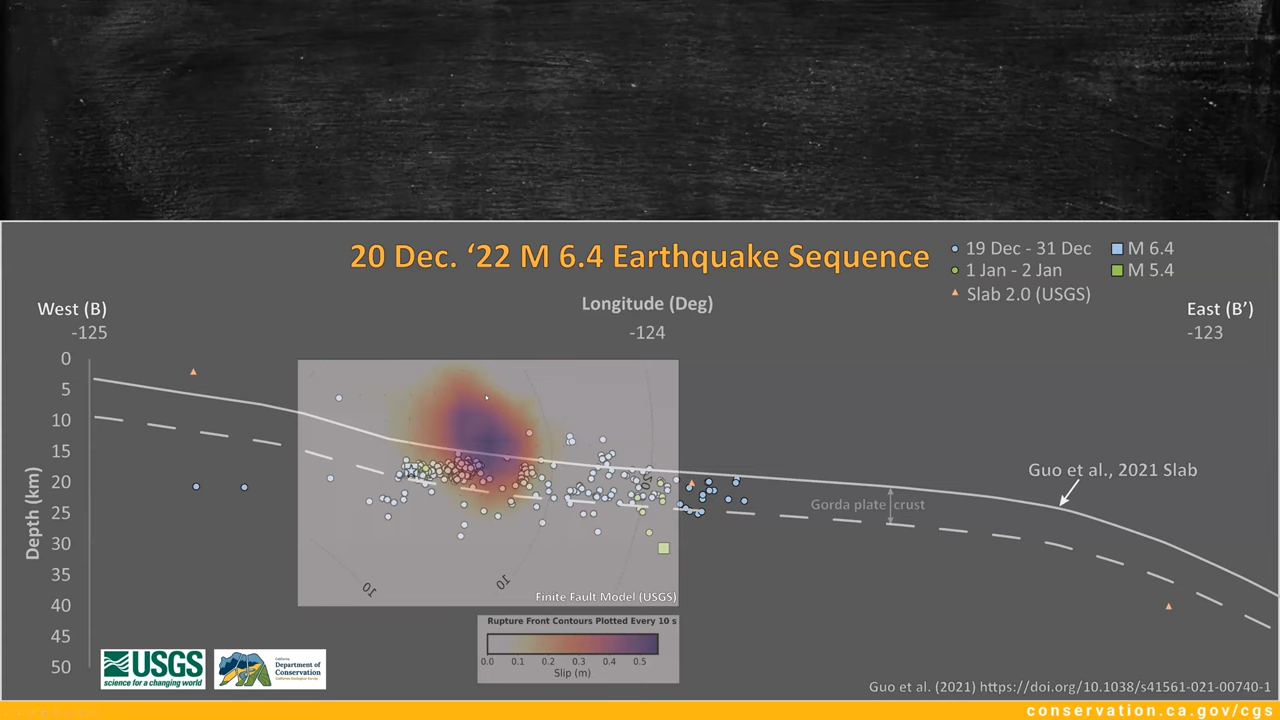 20 Dec. ‘22 M 6.4 Earthquake Sequence
19 Dec - 31 Dec
M 6.4
1 Jan - 2 Jan
M 5.4
Slab 2.0 (USGS)
Longitude (Deg)
West (B)
East (B’)
-125
-124
-123
0
5
10
15
20
25
30
35
40
45
50
Depth (km)
Guo et al., 2021 Slab
Gorda plate crust
20
10
10
Finite Fault Model (USGS)
Rupture Front Contours Plotted Every 10 s
0.0 0.1 0.2 0.3 0.4 0.5
Slip (m)
USGS
science for a changing world
California
Department of
Conservation
California Geological Survey
Guo et al. (2021) https://doi.org/10.1038/s41561-021-00740-1
conservation.ca.gov/cgs